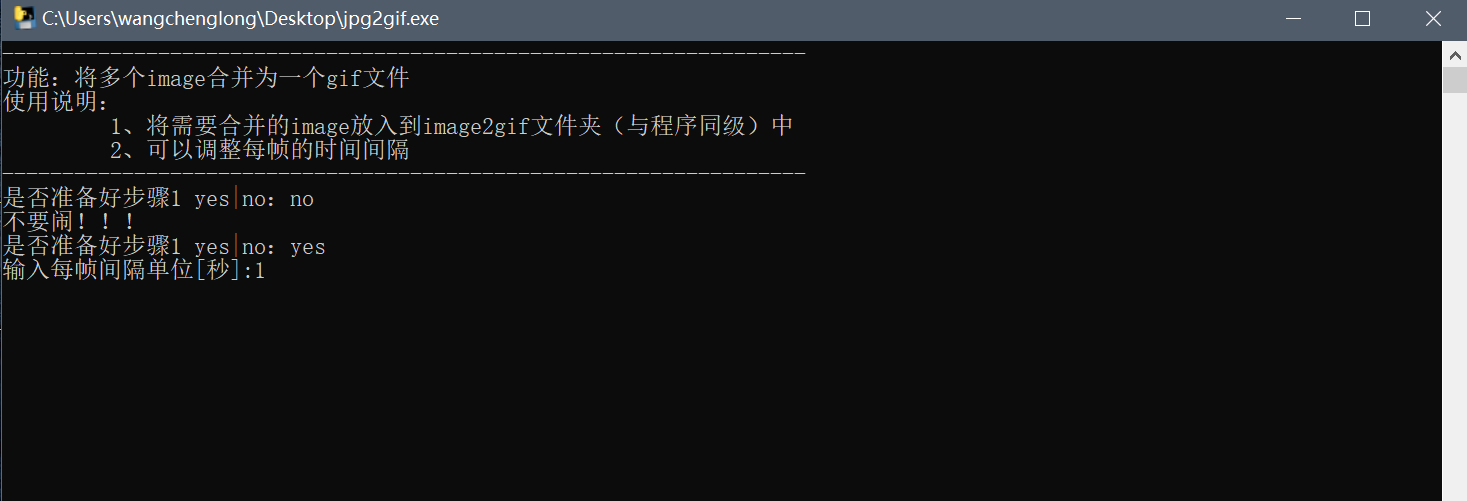 C:\Users\wangchenglong\Desktop\jpg2gif.exe
-------------------------------------------------------------------
功能：将多个image合并为一个gif文件
使用说明：
1、将需要合并的image放入到image2gif文件夹（与程序同级）中
2、可以调整每帧的时间间隔
-------------------------------------------------------------------
是否准备好步骤1 yes|no：no
不要闹！！！
是否准备好步骤1 yes|no：yes
输入每帧间隔单位[秒]:1